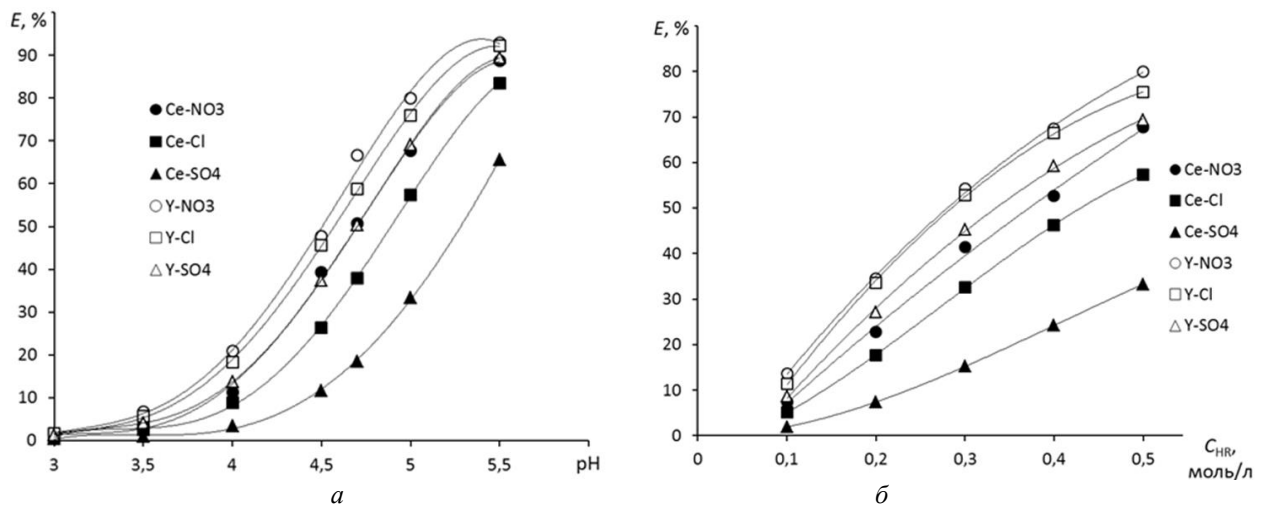 E, %
90
80
70
60
50
40
30
20
10
0
3
3,5
4
4,5
5
5,5
pH
Ce-NO3
Ce-Cl
Ce-SO4
Y-NO3
Y-Cl
Y-SO4
а
E, %
80
70
60
50
40
30
20
10
0
0
0,1
0,2
0,3
0,4
0,5
CHR,
моль/л
Ce-NO3
Ce-Cl
Ce-SO4
Y-NO3
Y-Cl
Y-SO4
б